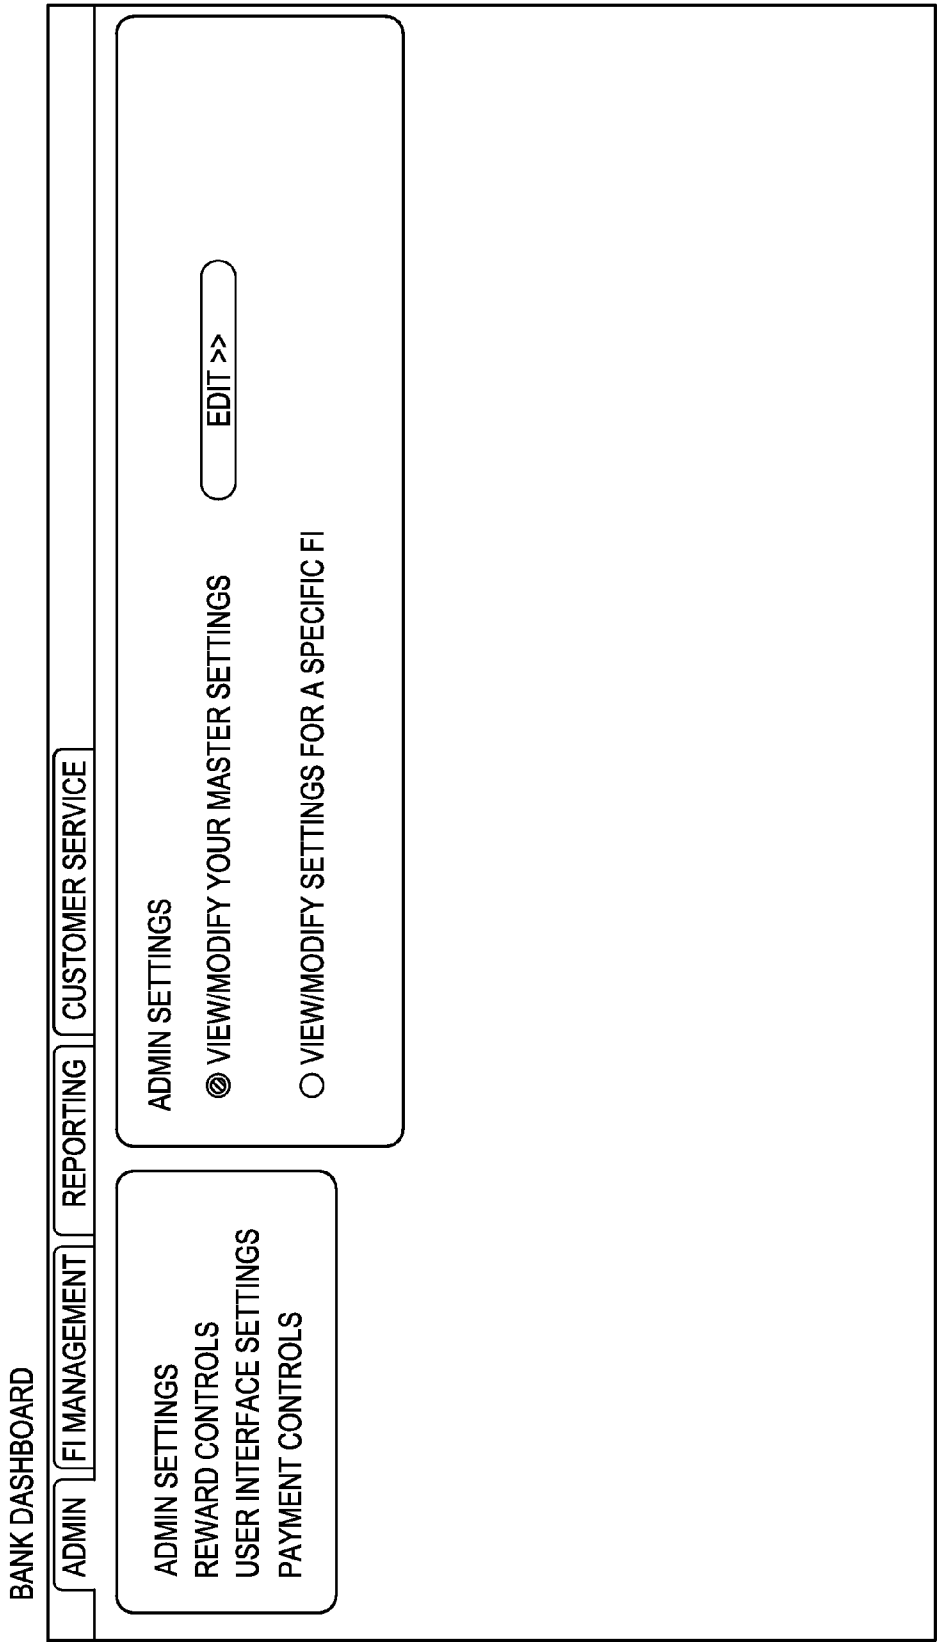 BANK DASHBOARD
ADMIN
FI MANAGEMENT
REPORTING
CUSTOMER SERVICE
ADMIN SETTINGS
REWARD CONTROLS
USER INTERFACE SETTINGS
PAYMENT CONTROLS
ADMIN SETTINGS
VIEW/MODIFY YOUR MASTER SETTINGS
EDIT >>
VIEW/MODIFY SETTINGS FOR A SPECIFIC FI